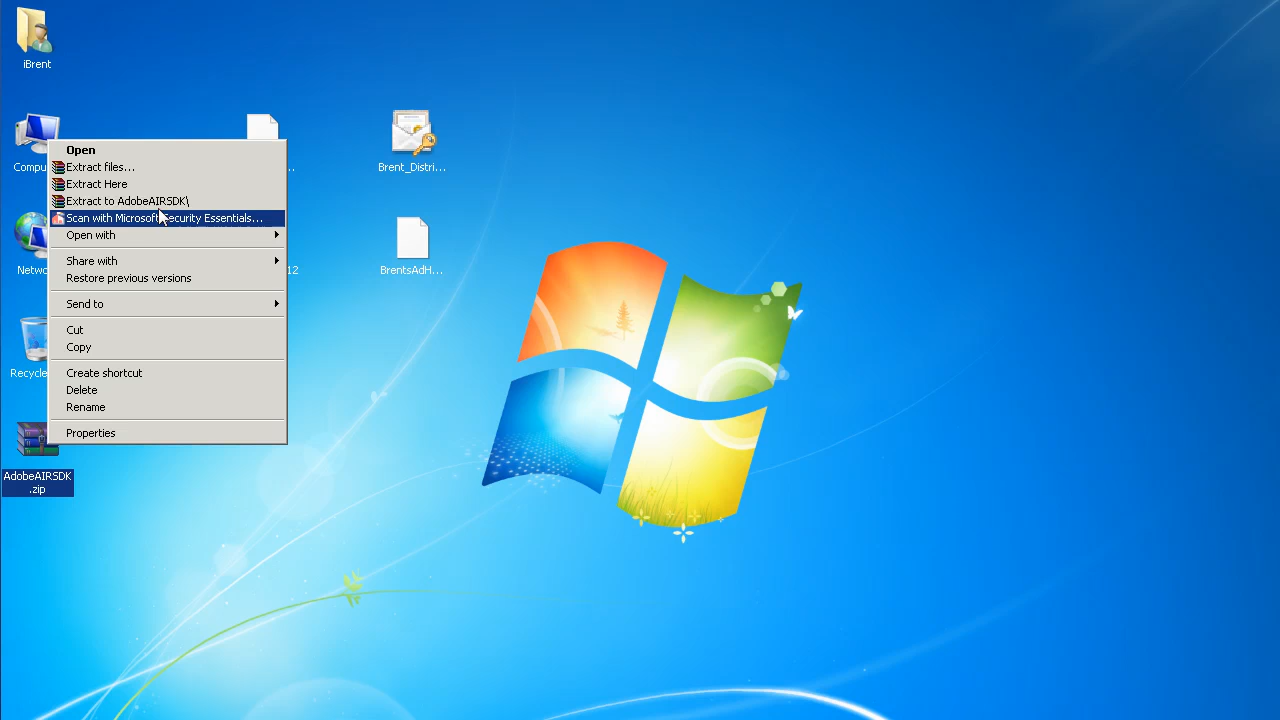 iBrent
Compu
Netwo
Recycle
AdobeAIRSDK
.zip
...
12
Brent_Distri...
BrentsAdH...
Open
Extract files...
Extract Here
Extract to AdobeAIRSDK\
Scan with Microsoft Security Essentials...
Open with
Share with
Restore previous versions
Send to
Cut
Copy
Create shortcut
Delete
Rename
Properties